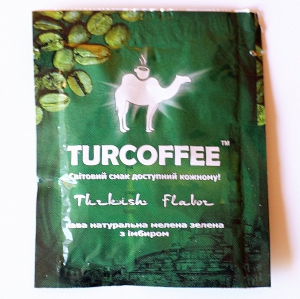 TURCOFFEE™
Світовий смак доступний кожному!
Turkish Flavor
кава натуральна мелена зелена
з імбиром